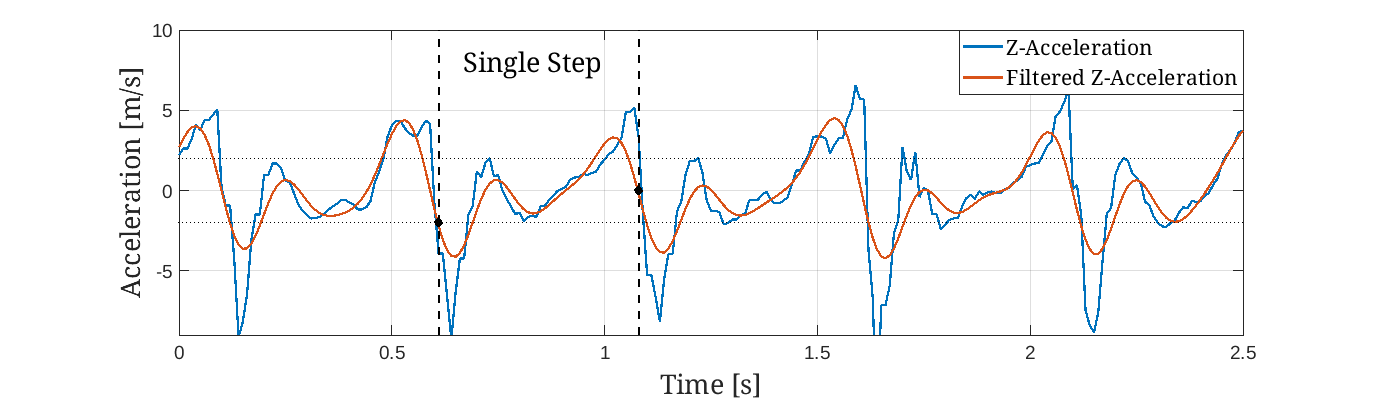 10
5
0
-5
Acceleration [m/s]
Single Step
Z-Acceleration
Filtered Z-Acceleration
0
0.5
1
1.5
2
2.5
Time [s]